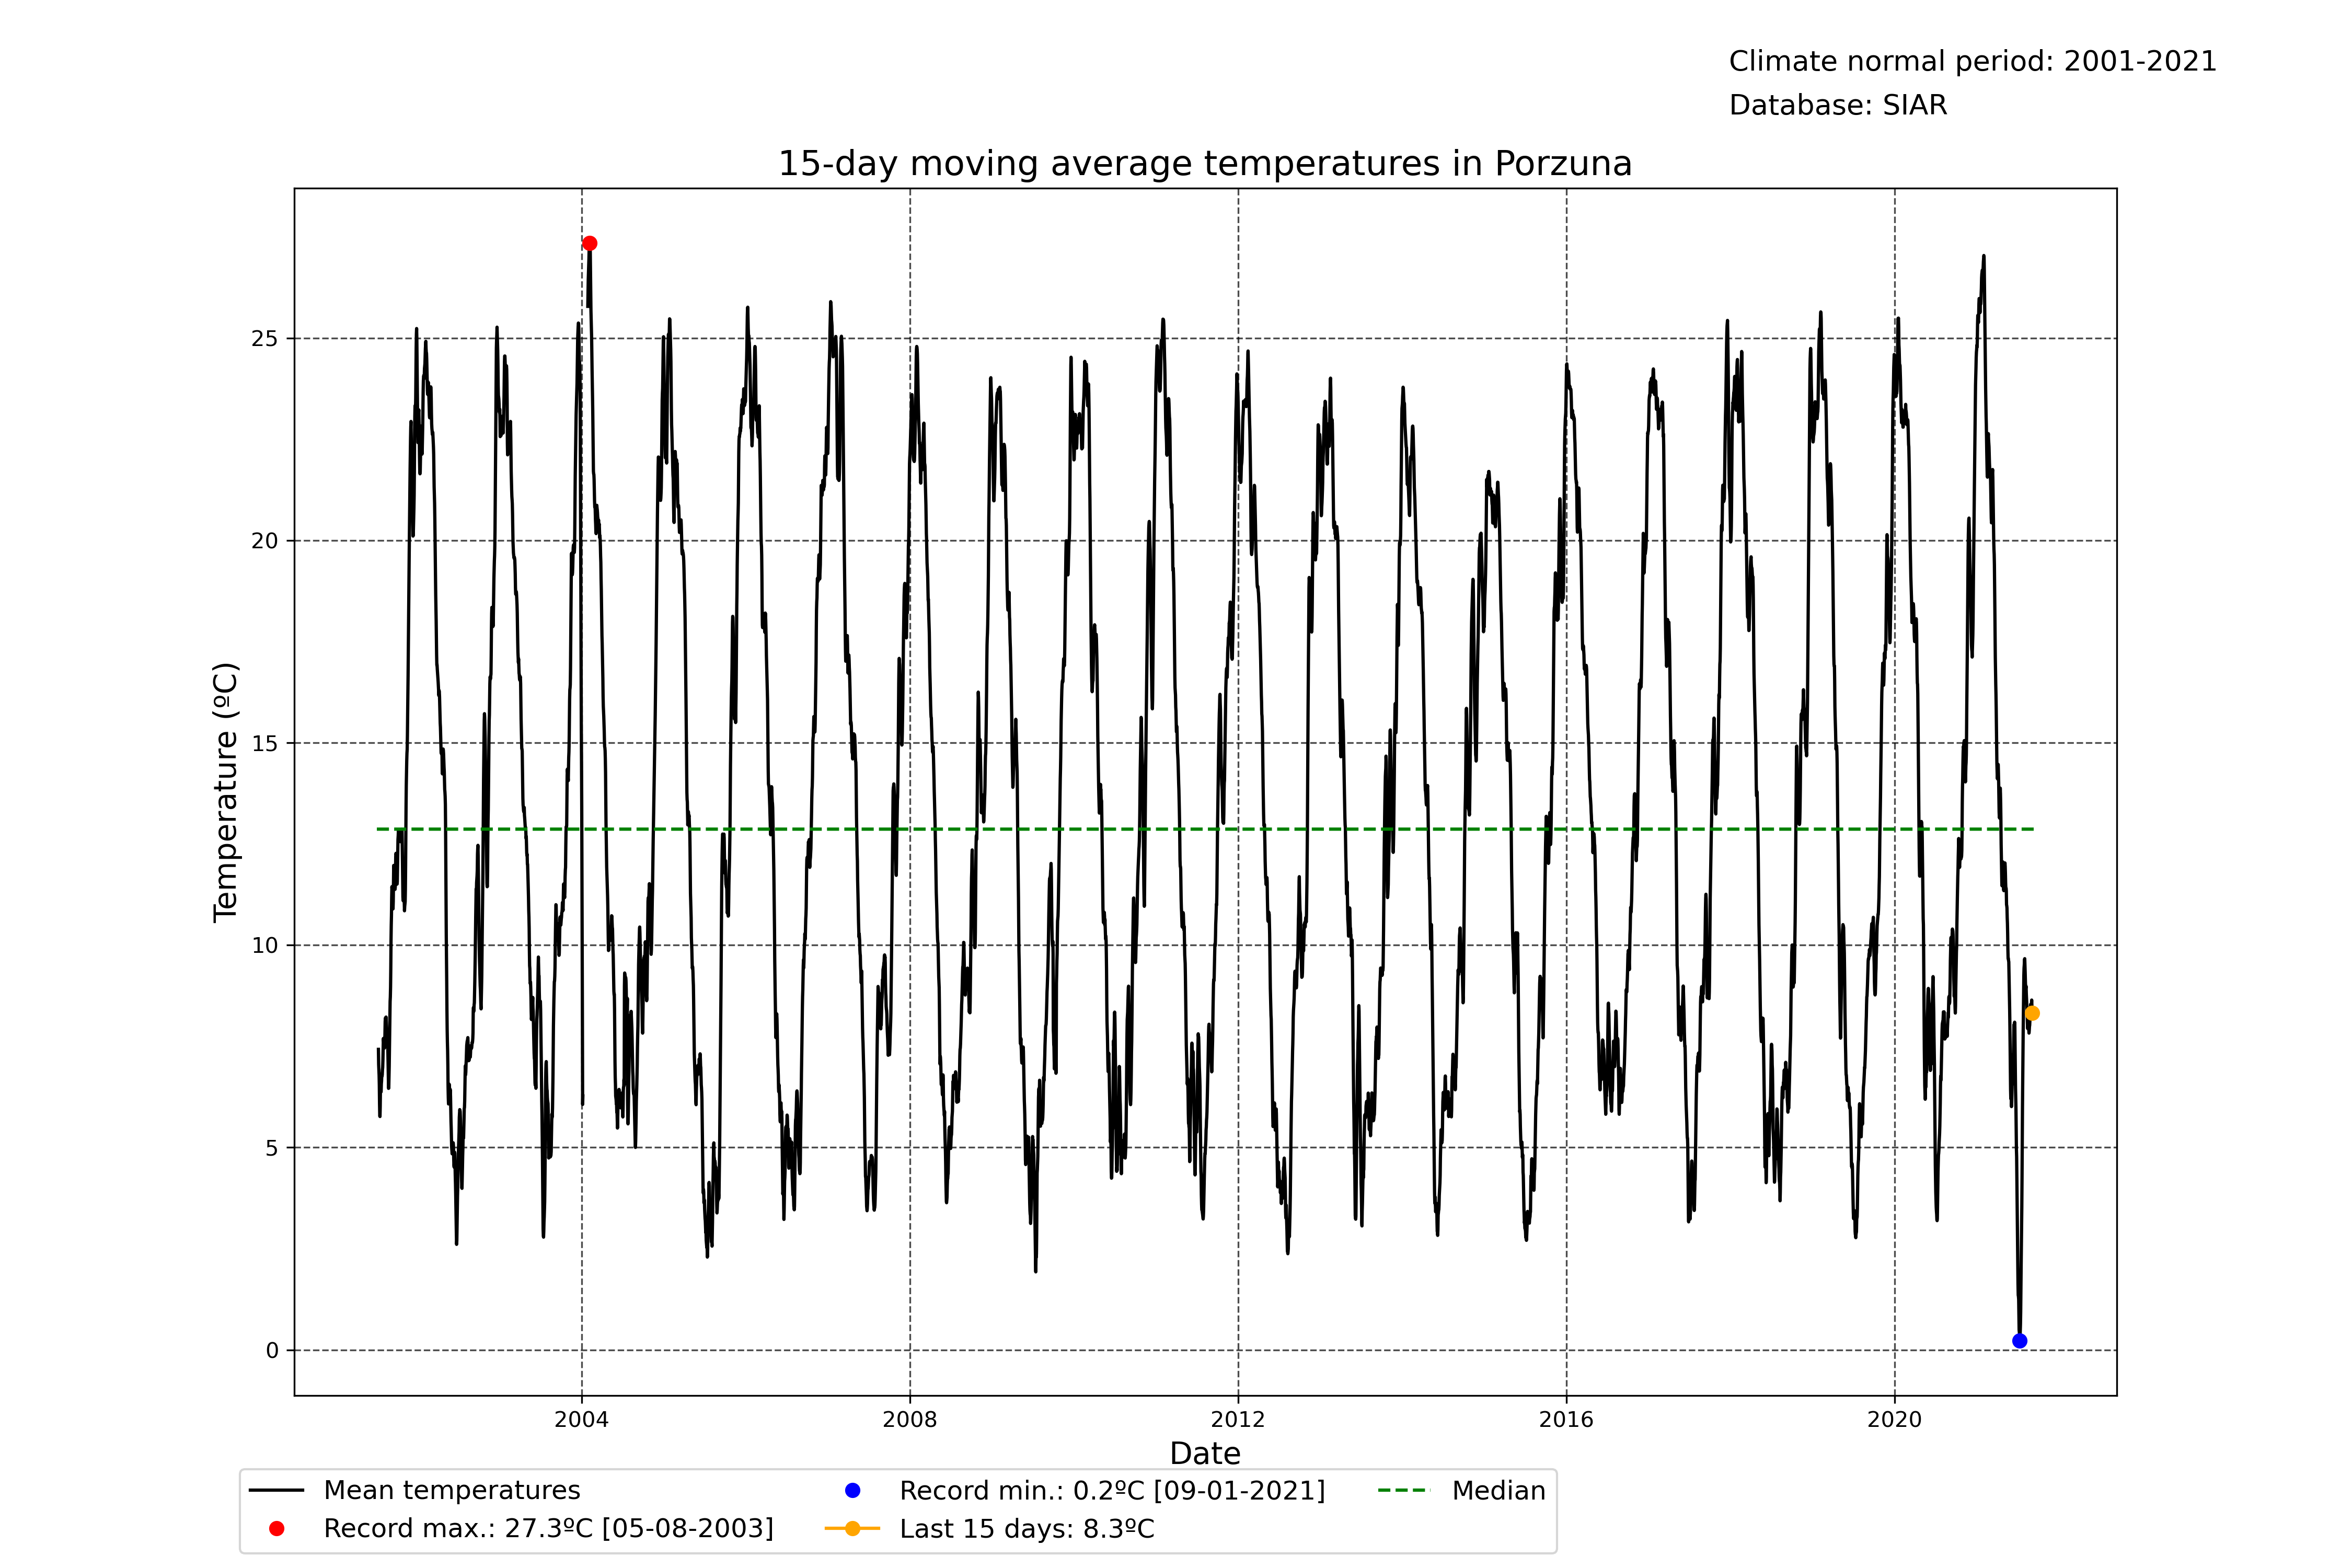 Climate normal period: 2001-2021
Database: SIAR
15-day moving average temperatures in Porzuna
Temperature (ºC)
25
20
15
10
5
0
2004
2008
2012
2016
2020
Date
Mean temperatures
Record max.: 27.3ºC [05-08-2003]
Record min.: 0.2ºC [09-01-2021]
Last 15 days: 8.3ºC
Median